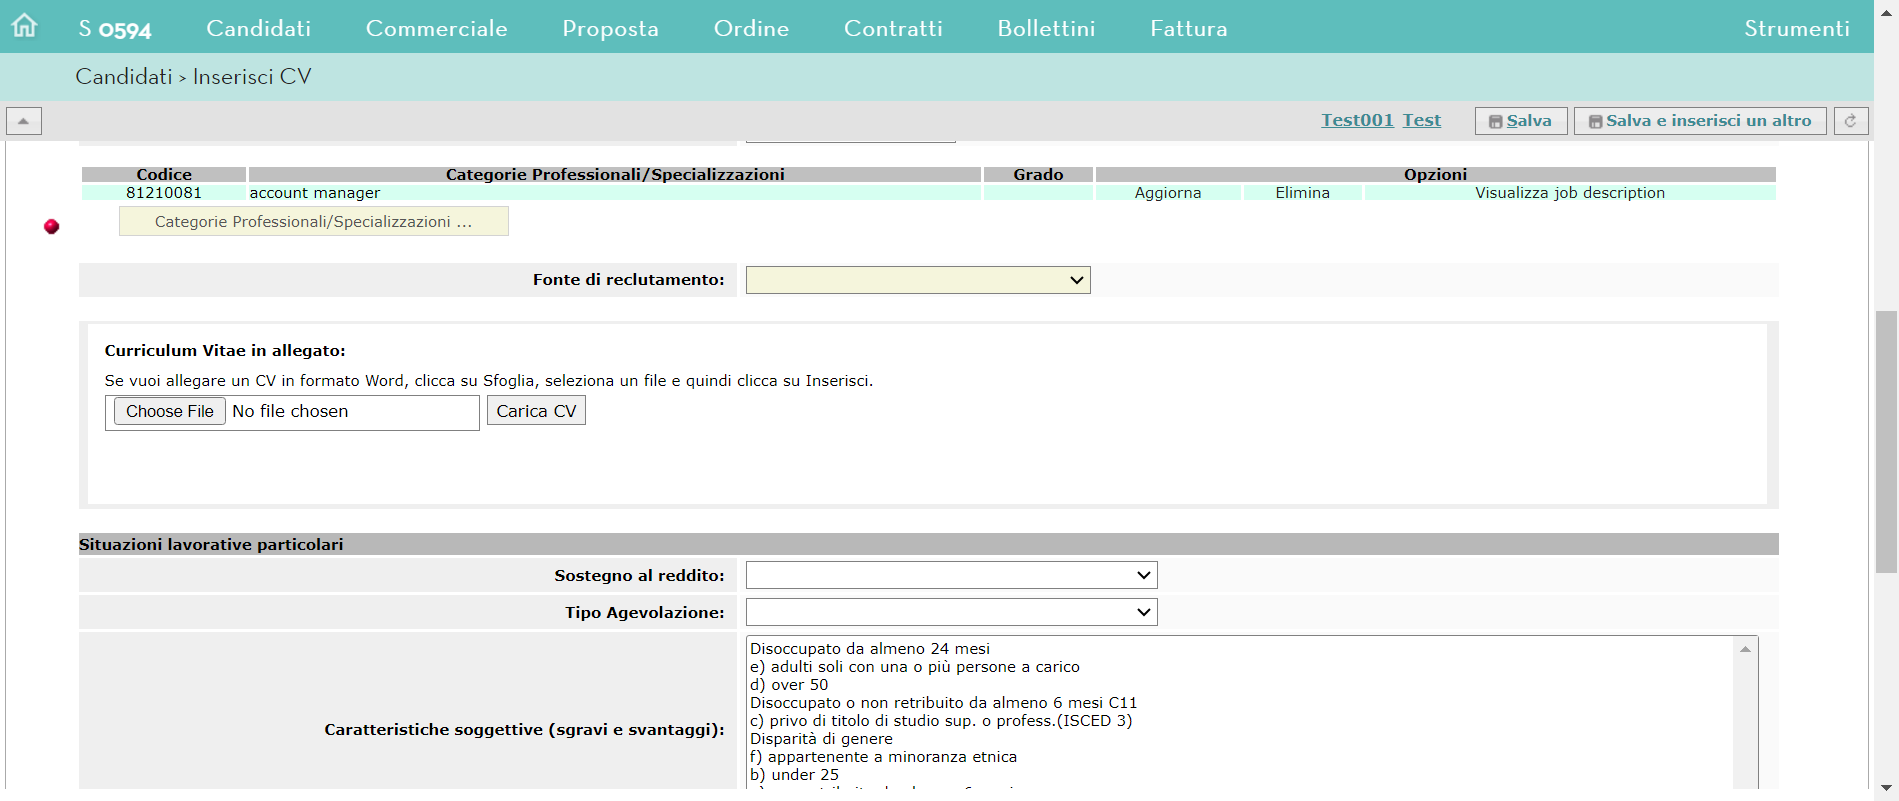 S 0594 Candidati Commerciale Proposta Ordine Contratti Bollettini Fattura Strumenti
Candidati > Inserisci CV
Test001 Test Salva Salva e inserisci un altro
Codice Categorie Professionali/Specializzazioni Grado Opzioni
81210081 account manager Aggiorna Elimina Visualizza job description
Categorie Professionali/Specializzazioni ...
Fonte di reclutamento:
Curriculum Vitae in allegato:
Se vuoi allegare un CV in formato Word, clicca su Sfoglia, seleziona un file e quindi clicca su Inserisci.
Choose File No file chosen Carica CV
Situazioni lavorative particolari
Sostegno al reddito:
Tipo Agevolazione:
Caratteristiche soggettive (sgravi e svantaggi):
Disoccupato da almeno 24 mesi
e) adulti soli con una o più persone a carico
d) over 50
Disoccupato o non retribuito da almeno 6 mesi C11
c) privo di titolo di studio sup. o profess.(ISCED 3)
Disparità di genere
f) appartenente a minoranza etnica
b) under 25